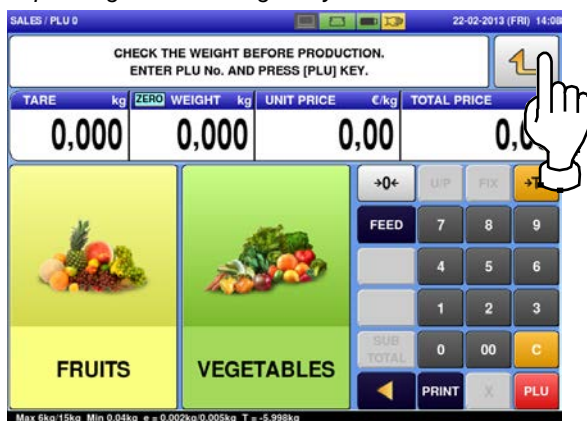 SALES / PLU 0
22-02-2013 (FRI) 14:08
CHECK THE WEIGHT BEFORE PRODUCTION.
ENTER PLU No. AND PRESS [PLU] KEY.
TARE kg ZERO WEIGHT kg UNIT PRICE €/kg TOTAL PRICE
0,000 0,000 0,00 0,0
→0← U/P FIX →T
FEED 7 8 9
4 5 6
1 2 3
SUB TOTAL 0 00 C
PRINT X PLU
FRUITS VEGETABLES
Max 6kg/15kg Min 0.04kg e = 0.002kg/0.005kg T = -5.998kg